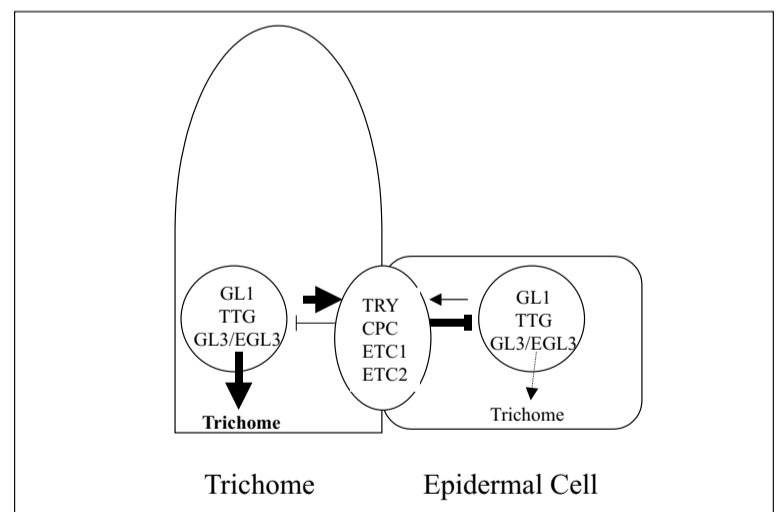 GL1
TTG
GL3/EGL3
Trichome
TRY
CPC
ETC1
ETC2
GL1
TTG
GL3/EGL3
Trichome
Trichome
Epidermal Cell